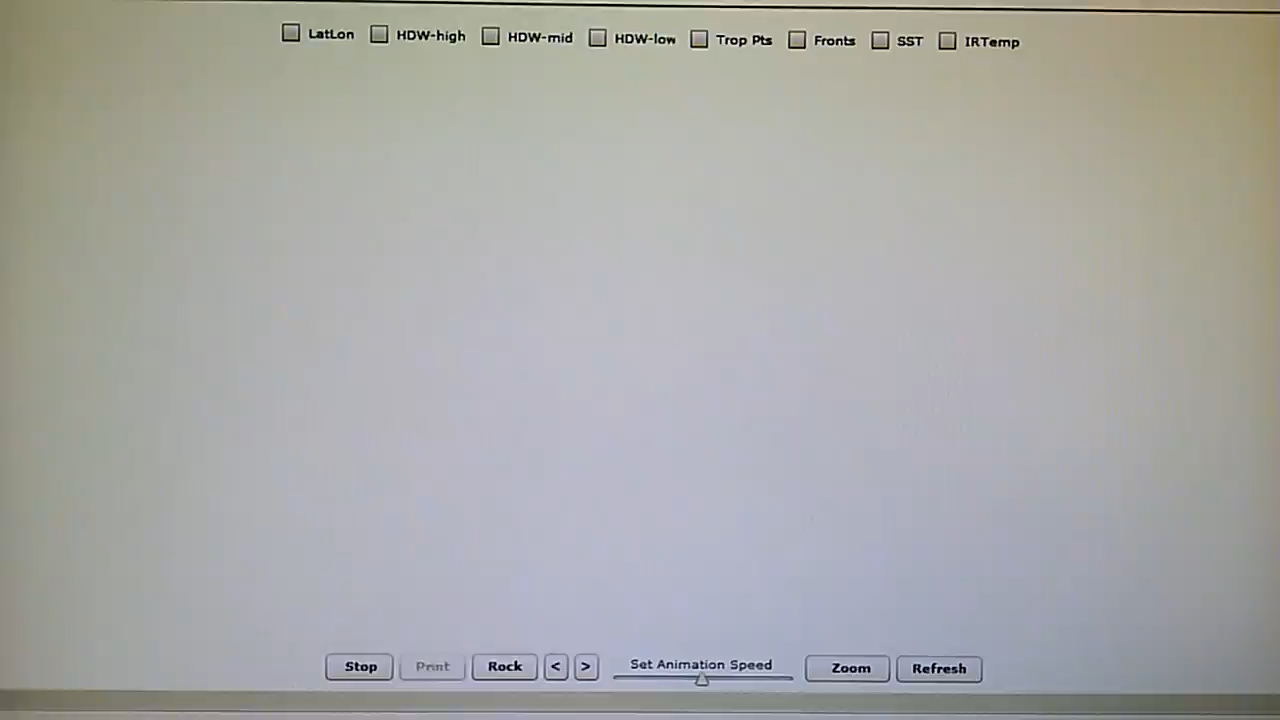 LatLon HDW-high HDW-mid HDW-low Trop Pts Fronts SST IRTemp
Stop Print Rock < > Set Animation Speed Zoom Refresh